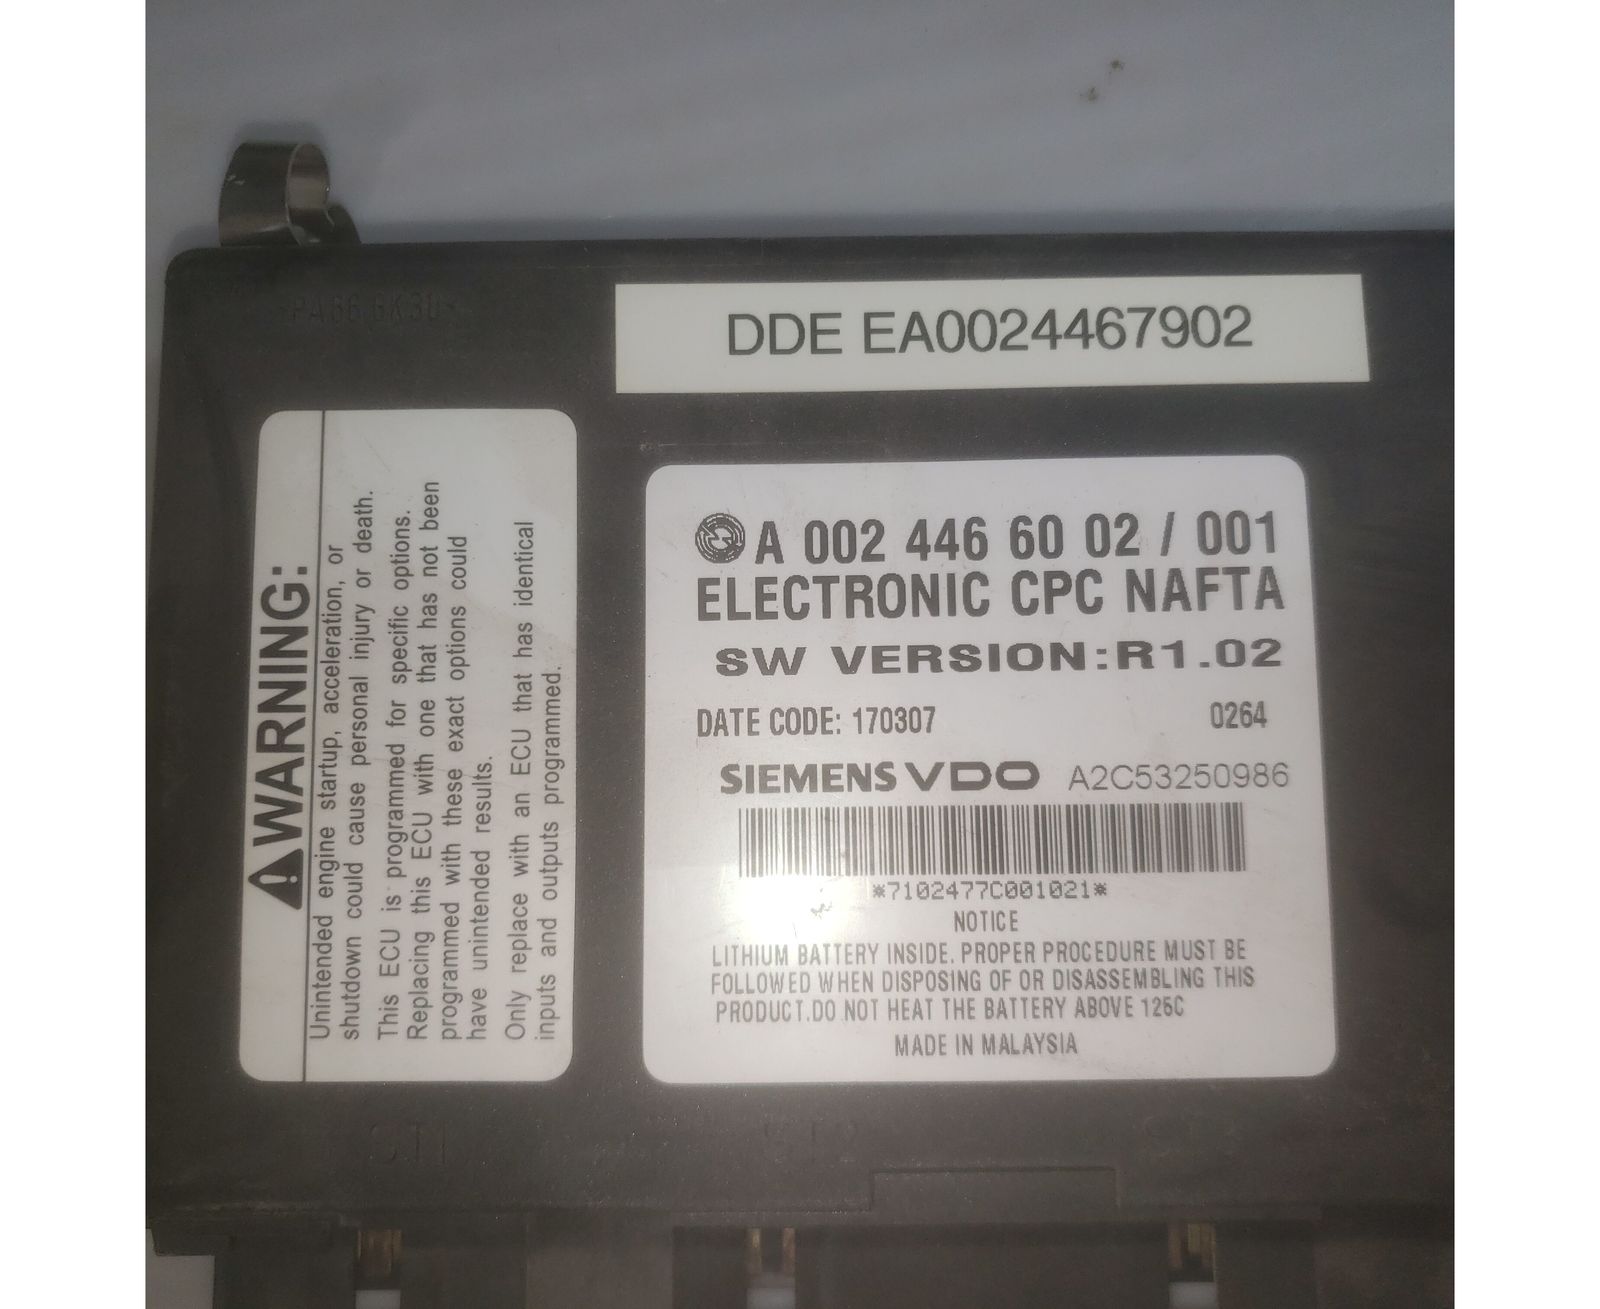 -PA66 GK30-
DDE EA0024467902
WARNING:
Unintended engine startup, acceleration, or
shutdown could cause personal injury or death.
This ECU is programmed for specific options.
Replacing this ECU with one that has not been
programmed with these exact options could
have unintended results.
Only replace with an ECU that has identical
inputs and outputs programmed.
A 002 446 60 02 / 001
ELECTRONIC CPC NAFTA
SW VERSION:R1.02
DATE CODE: 170307 0264
SIEMENS VDO A2C53250986
*7102477C001021*
NOTICE
LITHIUM BATTERY INSIDE. PROPER PROCEDURE MUST BE
FOLLOWED WHEN DISPOSING OF OR DISASSEMBLING THIS
PRODUCT.DO NOT HEAT THE BATTERY ABOVE 125C
MADE IN MALAYSIA
ST1 ST2